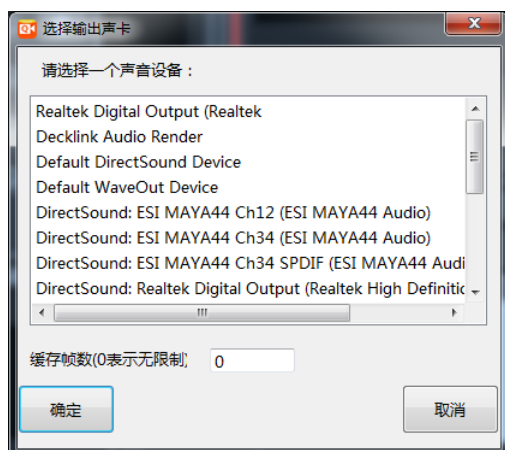 选择输出声卡
请选择一个声音设备：
Realtek Digital Output (Realtek
Decklink Audio Render
Default DirectSound Device
Default WaveOut Device
DirectSound: ESI MAYA44 Ch12 (ESI MAYA44 Audio)
DirectSound: ESI MAYA44 Ch34 (ESI MAYA44 Audio)
DirectSound: ESI MAYA44 Ch34 SPDIF (ESI MAYA44 Audi
DirectSound: Realtek Digital Output (Realtek High Definitic
缓存帧数(0表示无限制) 0
确定 取消